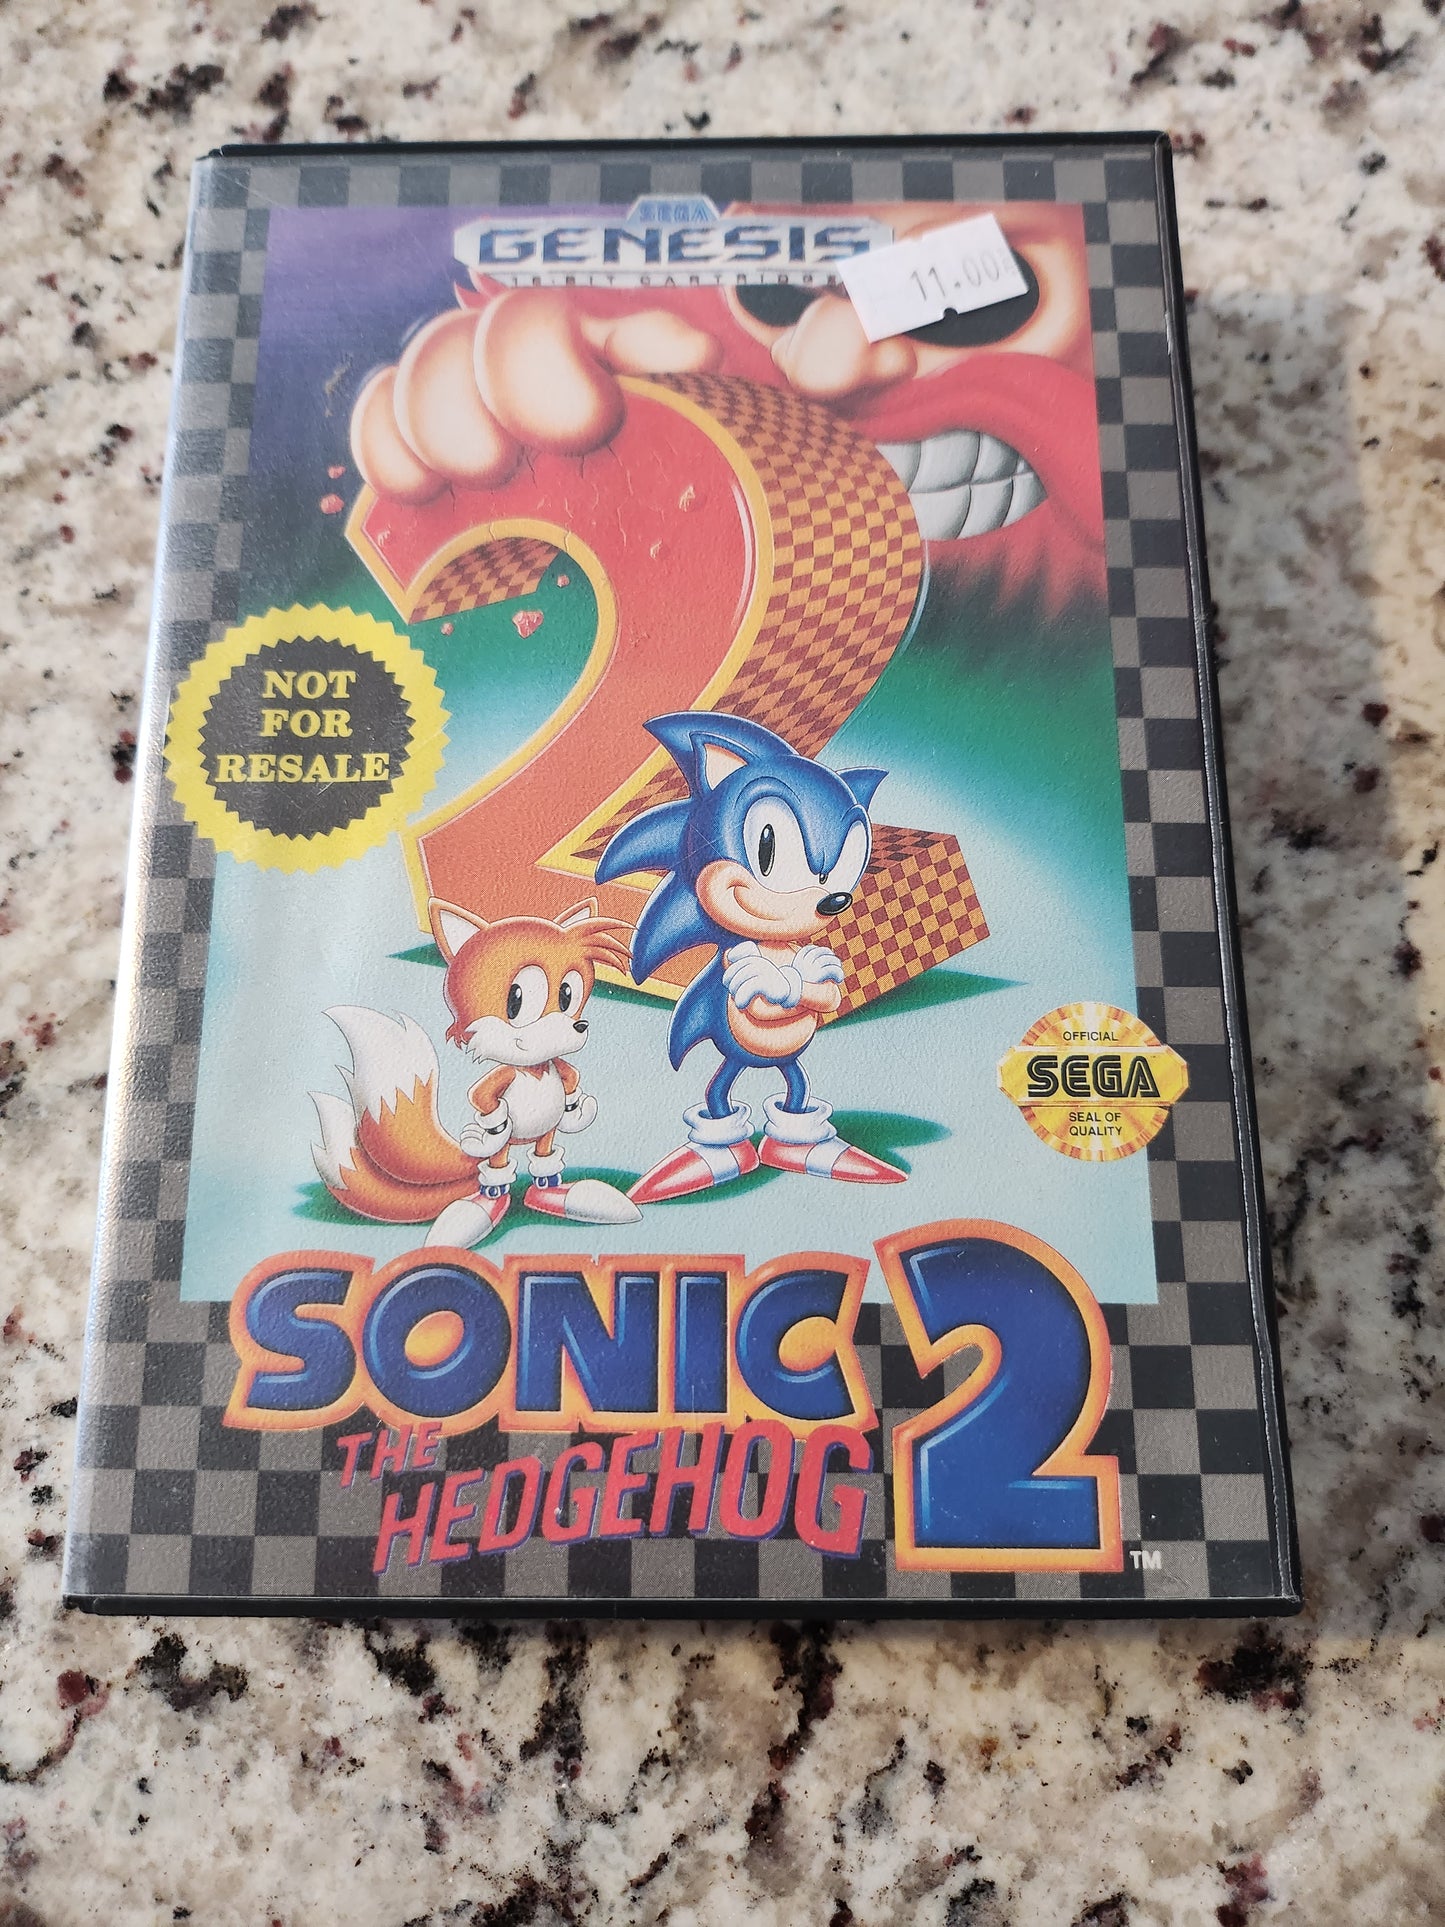 SEGA
GENESIS
16-BIT CARTRIDGE
11.00
NOT
FOR
RESALE
OFFICIAL
SEGA
SEAL OF
QUALITY
SONIC 2
THE
HEDGEHOG
TM